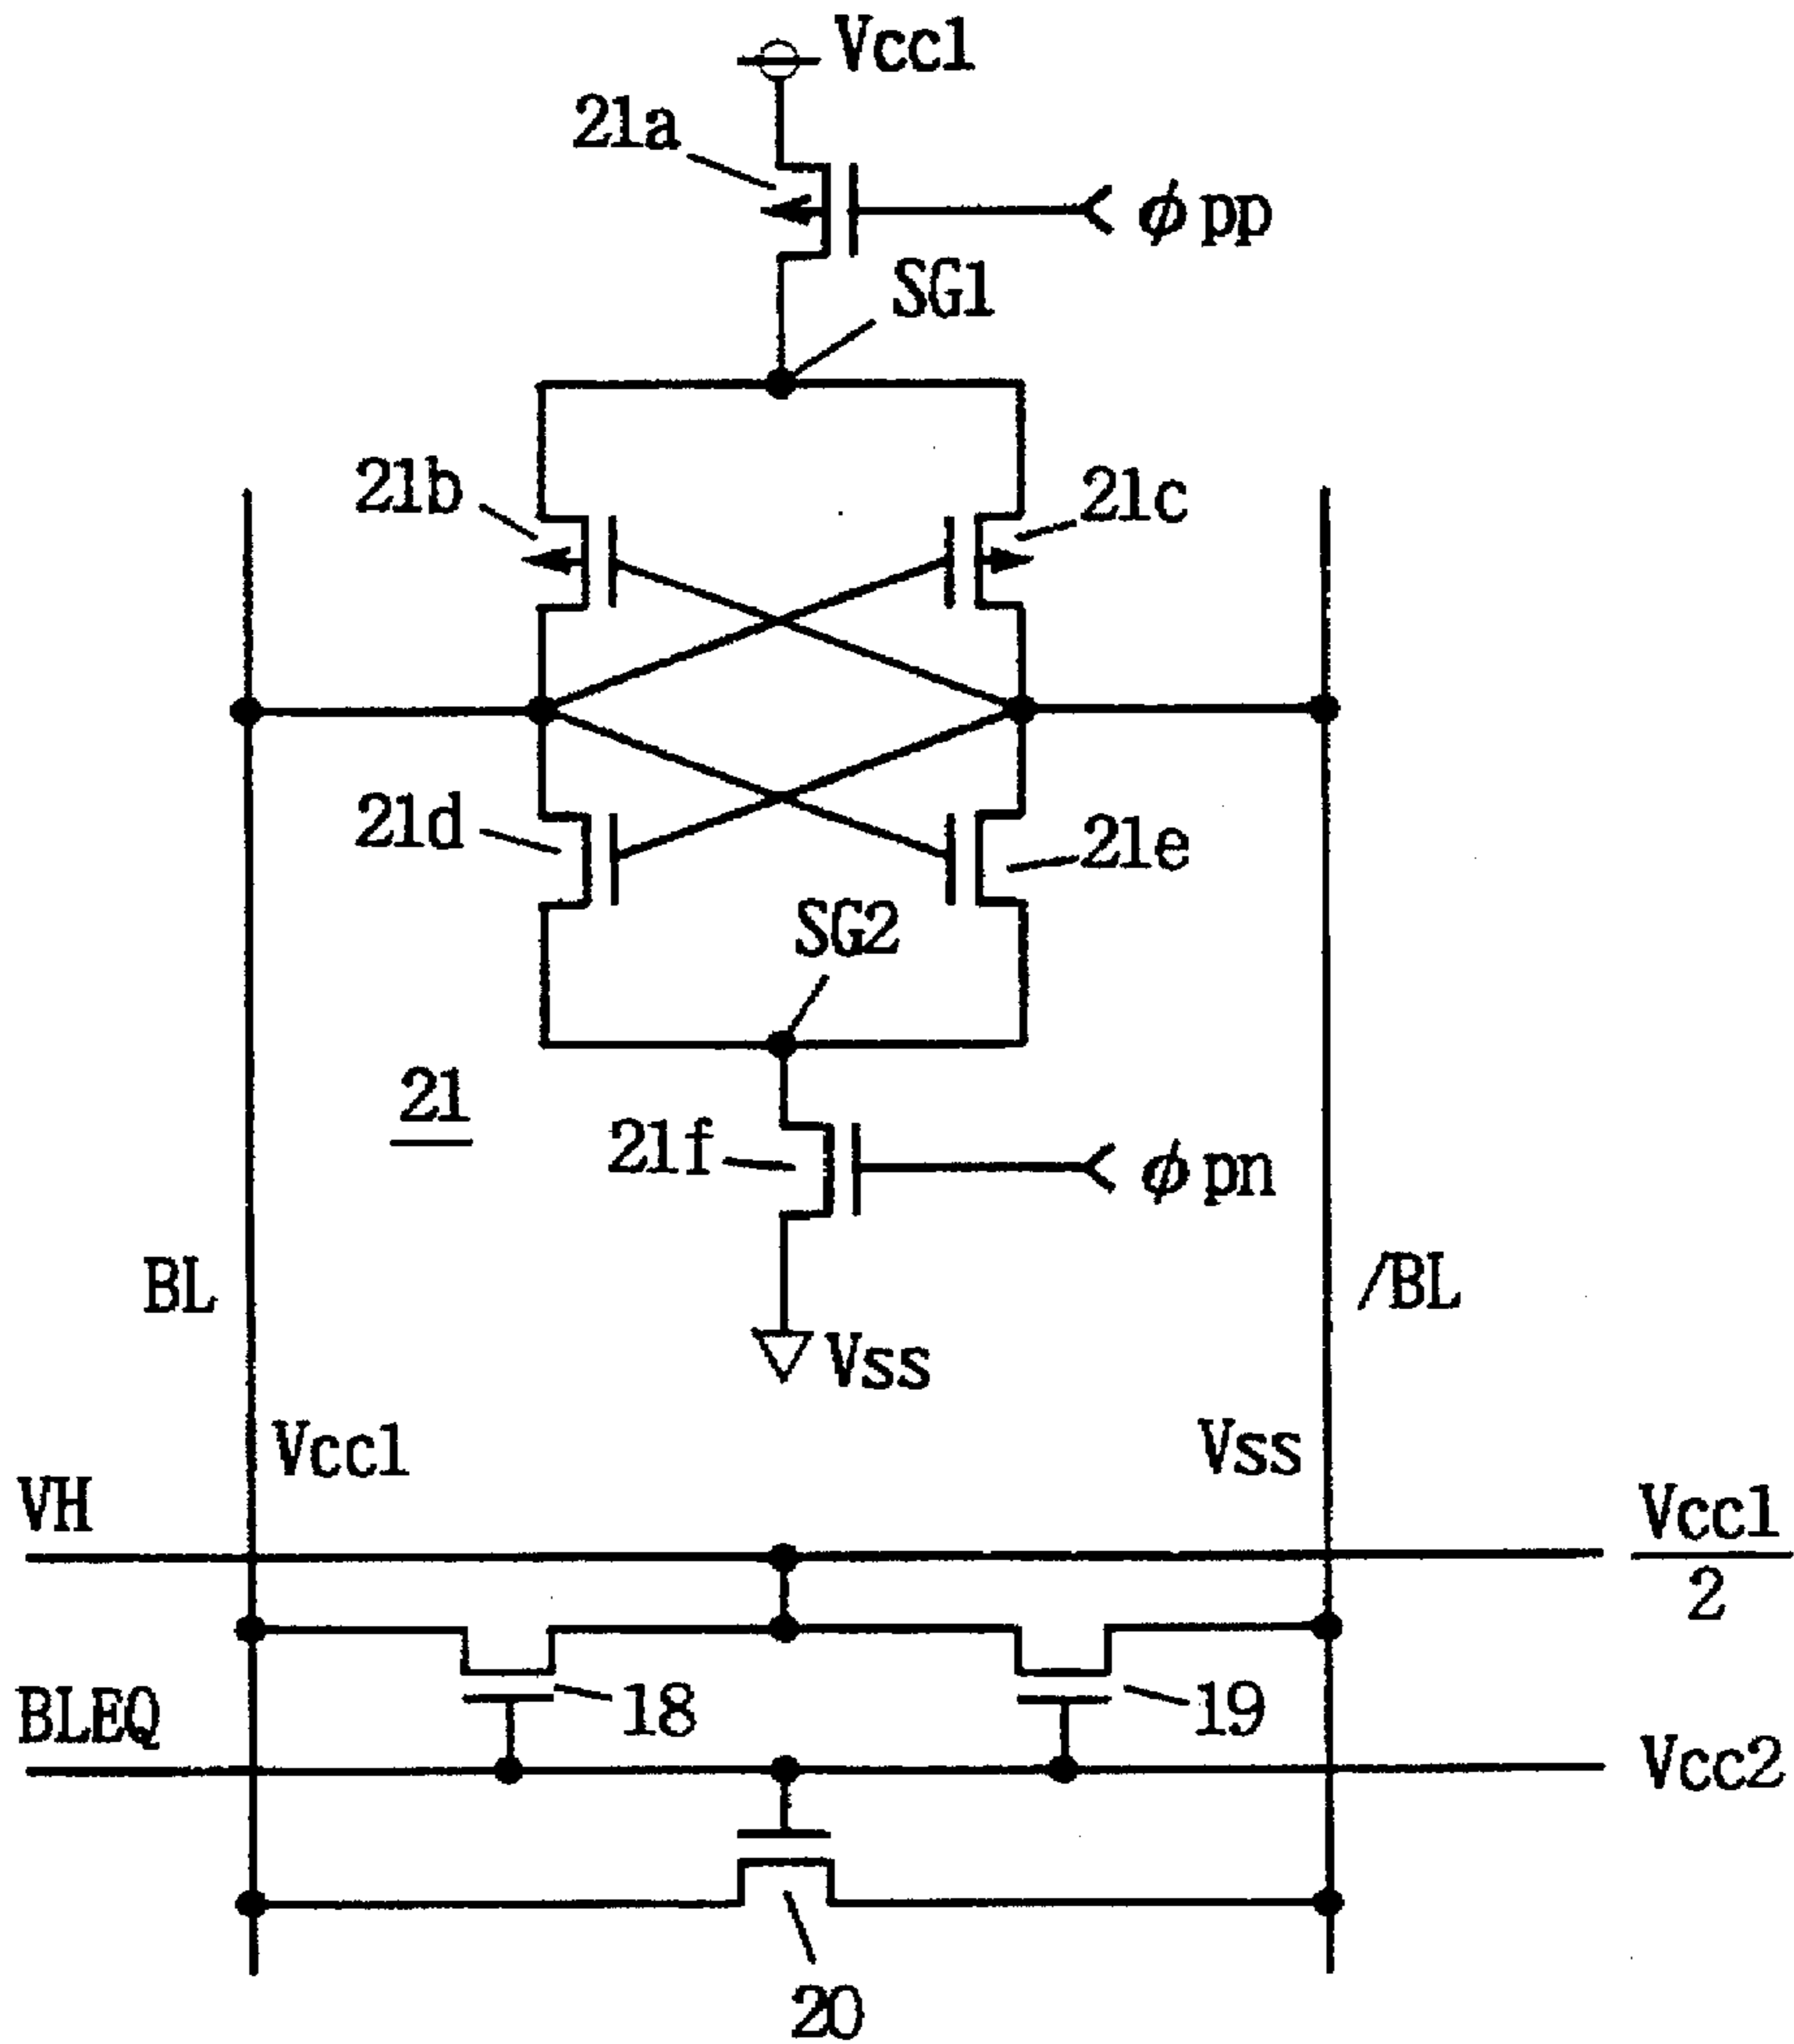 Vcc1
21a
φpp
SG1
21b
21c
21d
21e
SG2
21
21f
φpn
BL
/BL
Vss
Vcc1
Vss
VH
Vcc1
2
18
19
BLEQ
Vcc2
20